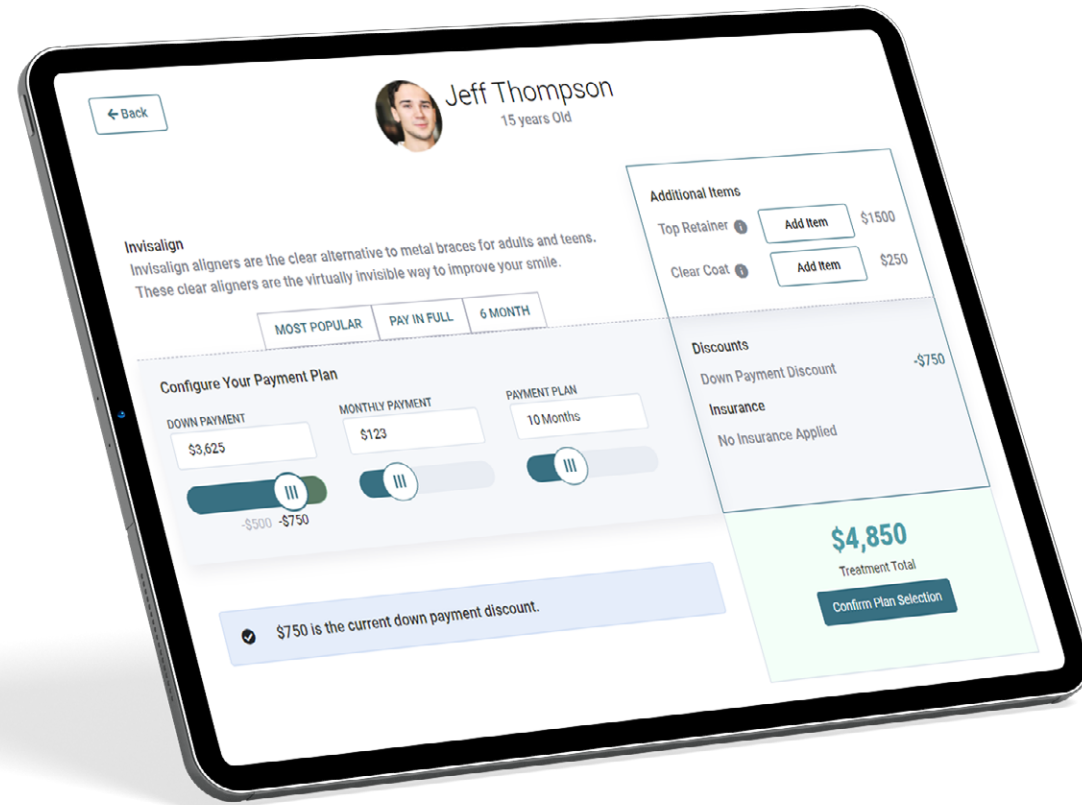 Back
Jeff Thompson
15 years Old
Invisalign
Invisalign aligners are the clear alternative to metal braces for adults and teens.
These clear aligners are the virtually invisible way to improve your smile.
MOST POPULAR
PAY IN FULL
6 MONTH
Configure Your Payment Plan
DOWN PAYMENT
$3,625
-$500 -$750
MONTHLY PAYMENT
$123
PAYMENT PLAN
10 Months
$750 is the current down payment discount.
Additional Items
Top Retainer Add Item $1500
Clear Coat Add Item $250
Discounts
Down Payment Discount -$750
Insurance
No Insurance Applied
$4,850
Treatment Total
Confirm Plan Selection